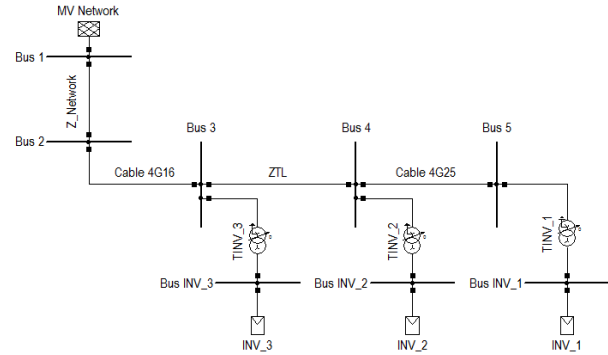 MV Network
Bus 1
Z_Network
Bus 2
Bus 3
Bus 4
Bus 5
Cable 4G16
ZTL
Cable 4G25
TINV_3
TINV_2
TINV_1
Bus INV_3
Bus INV_2
Bus INV_1
INV_3
INV_2
INV_1